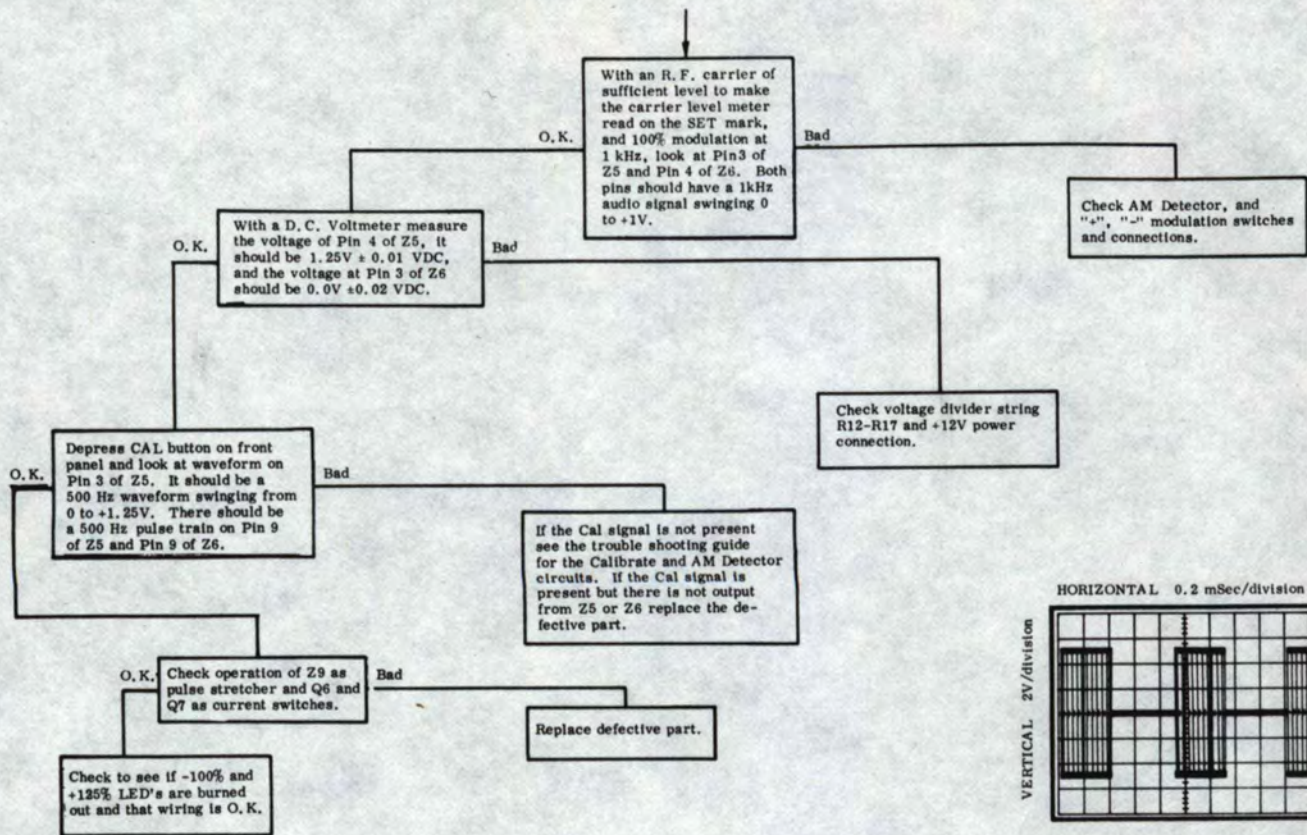 With an R. F. carrier of
sufficient level to make
the carrier level meter
read on the SET mark,
and 100% modulation at
1 kHz, look at Pin3 of
Z5 and Pin 4 of Z6. Both
pins should have a 1kHz
audio signal swinging 0
to +1V.
O. K.
Bad
Check AM Detector, and
"+", "-" modulation switches
and connections.
With a D. C. Voltmeter measure
the voltage of Pin 4 of Z5, it
should be 1.25V ± 0.01 VDC,
and the voltage at Pin 3 of Z6
should be 0.0V ±0.02 VDC.
O. K.
Bad
Check voltage divider string
R12-R17 and +12V power
connection.
Depress CAL button on front
panel and look at waveform on
Pin 3 of Z5. It should be a
500 Hz waveform swinging from
0 to +1.25V. There should be
a 500 Hz pulse train on Pin 9
of Z5 and Pin 9 of Z6.
O. K.
Bad
If the Cal signal is not present
see the trouble shooting guide
for the Calibrate and AM Detector
circuits. If the Cal signal is
present but there is not output
from Z5 or Z6 replace the de-
fective part.
O. K.
Check operation of Z9 as
pulse stretcher and Q6 and
Q7 as current switches.
Bad
Replace defective part.
Check to see if -100% and
+125% LED's are burned
out and that wiring is O. K.
HORIZONTAL 0.2 mSec/division
VERTICAL 2V/division